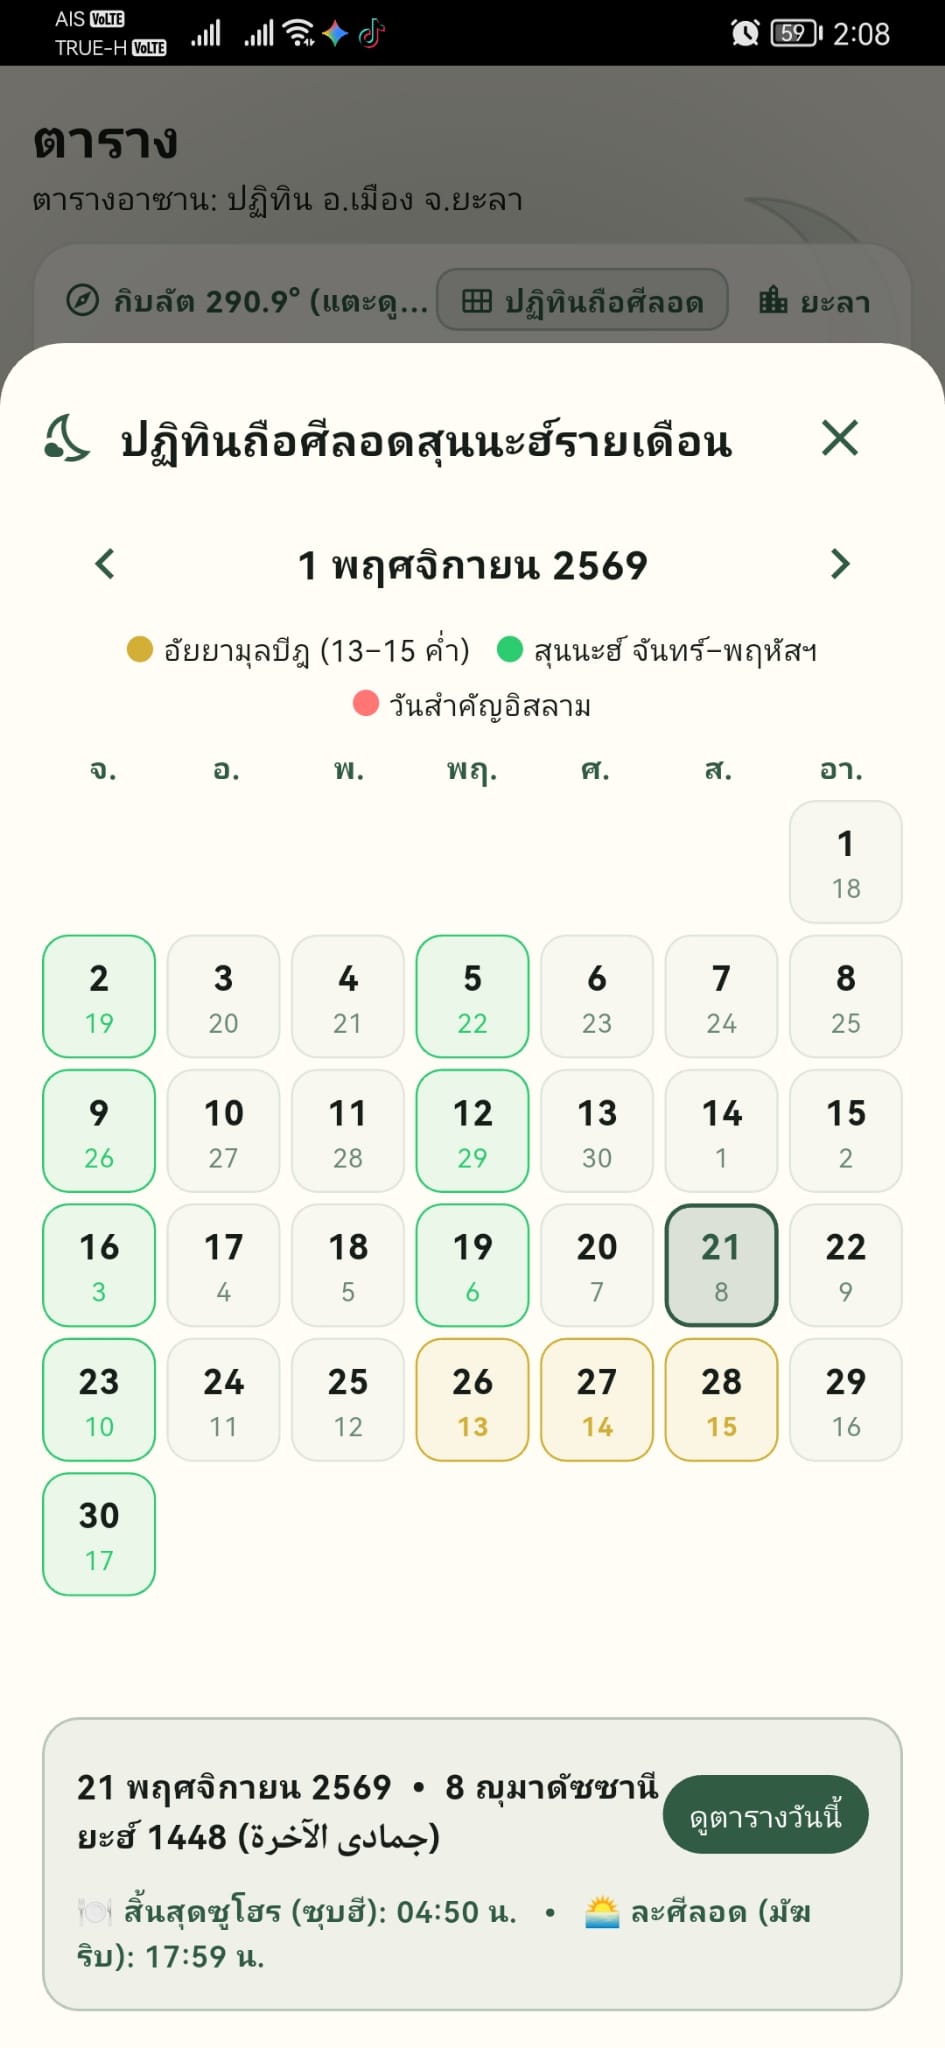 AIS VoLTE
TRUE-H VoLTE
59 2:08
ตาราง
ตารางอาซาน: ปฏิทิน อ.เมือง จ.ยะลา
กิบลัต 290.9° (แตะดู... ปฏิทินถือศีลอด ยะลา
ปฏิทินถือศีลอดสุนนะฮ์รายเดือน
1 พฤศจิกายน 2569
อัยยามุลบีฎ (13–15 ค่ำ) สุนนะฮ์ จันทร์–พฤหัสฯ
วันสำคัญอิสลาม
จ. อ. พ. พฤ. ศ. ส. อา.
1
18
2 3 4 5 6 7 8
19 20 21 22 23 24 25
9 10 11 12 13 14 15
26 27 28 29 30 1 2
16 17 18 19 20 21 22
3 4 5 6 7 8 9
23 24 25 26 27 28 29
10 11 12 13 14 15 16
30
17
21 พฤศจิกายน 2569 • 8 ญุมาดัซซานี
ยะฮ์ 1448 (جمادى الآخرة)
ดูตารางวันนี้
สิ้นสุดซูโฮร (ซุบฮี): 04:50 น. • ละศีลอด (มัฆ
ริบ): 17:59 น.